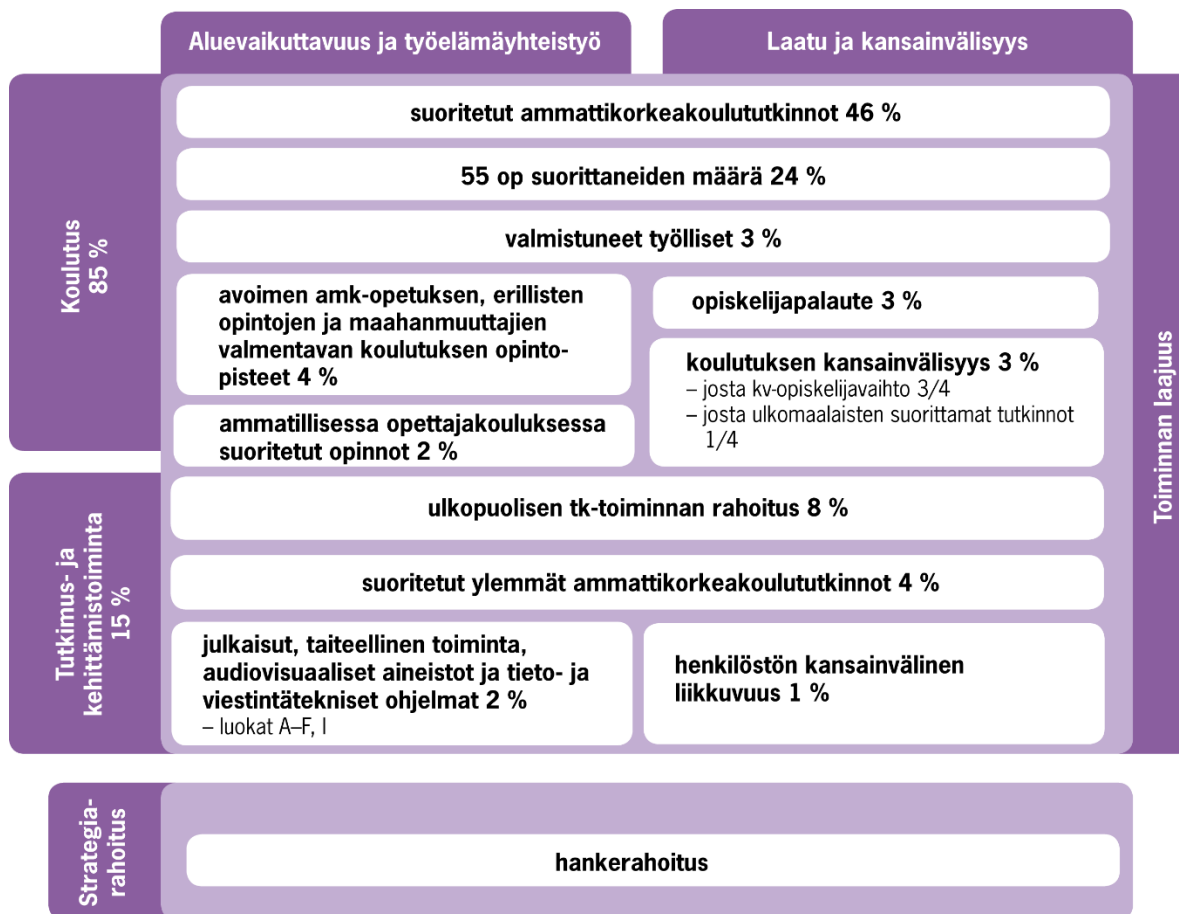 Aluevaikuttavuus ja työelämäyhteistyö
Laatu ja kansainvälisyys
Koulutus
85 %
suoritetut ammattikorkeakoulututkinnot 46 %
55 op suorittaneiden määrä 24 %
valmistuneet työlliset 3 %
avoimen amk-opetuksen, erillisten
opintojen ja maahanmuuttajien
valmentavan koulutuksen opinto-
pisteet 4 %
opiskelijapalaute 3 %
koulutuksen kansainvälisyys 3 %
– josta kv-opiskelijavaihto 3/4
– josta ulkomaalaisten suorittamat tutkinnot
1/4
ammatillisessa opettajakouluksessa
suoritetut opinnot 2 %
Toiminnan laajuus
Tutkimus- ja
kehittämistoiminta
15 %
ulkopuolisen tk-toiminnan rahoitus 8 %
suoritetut ylemmät ammattikorkeakoulututkinnot 4 %
julkaisut, taiteellinen toiminta,
audiovisuaaliset aineistot ja tieto- ja
viestintätekniset ohjelmat 2 %
– luokat A–F, I
henkilöstön kansainvälinen
liikkuvuus 1 %
Strategia-
rahoitus
hankerahoitus